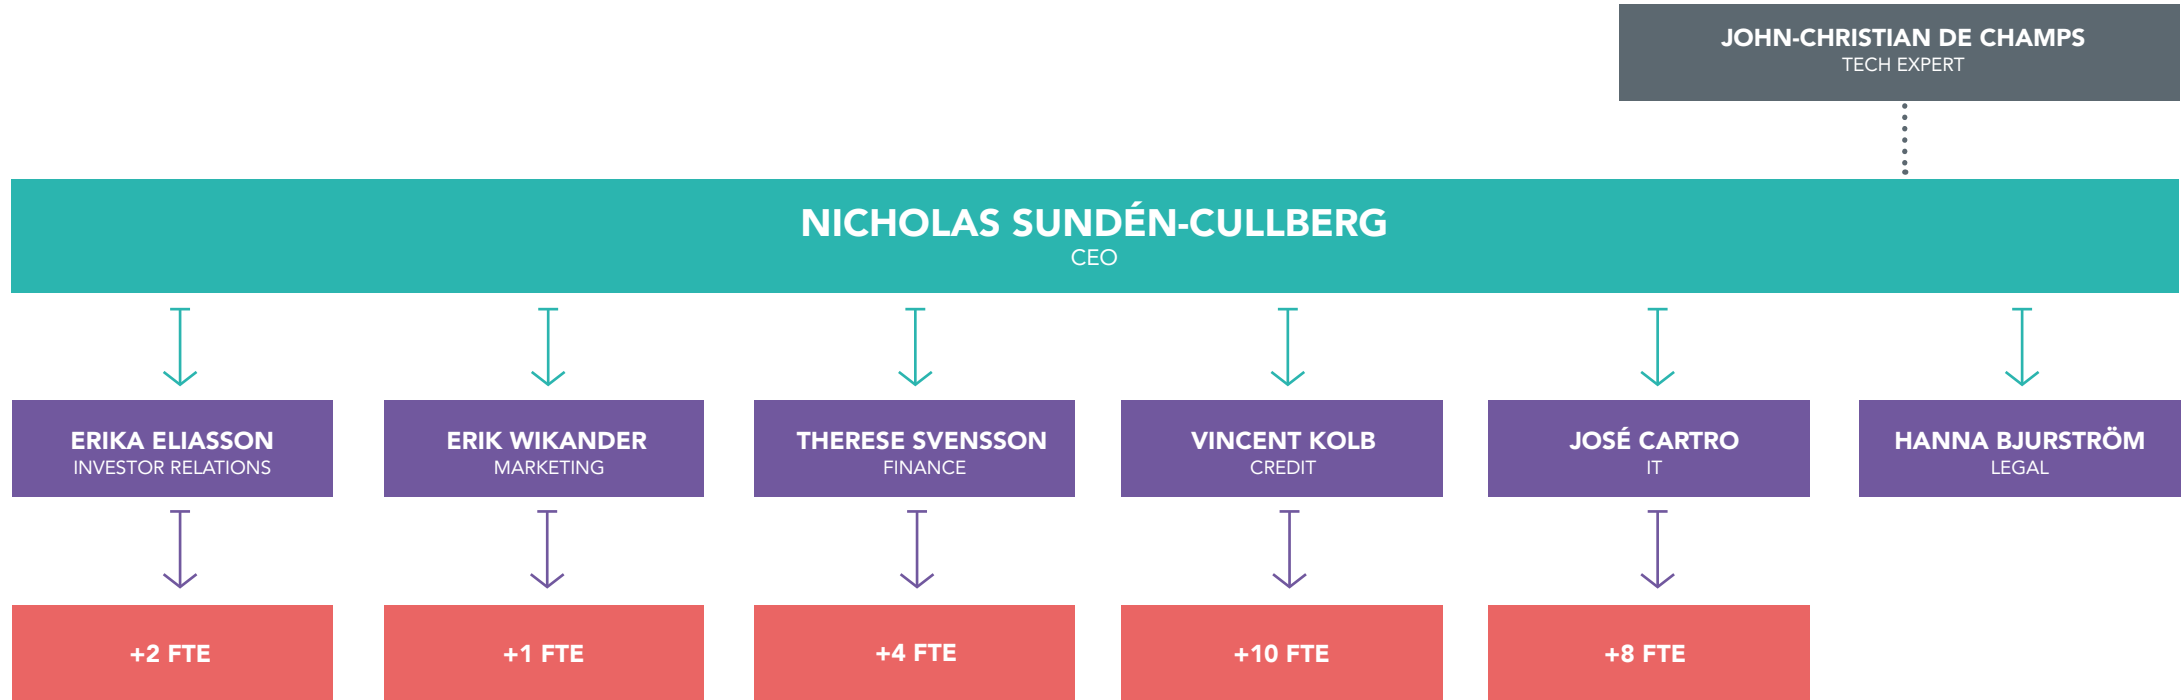 JOHN-CHRISTIAN DE CHAMPS
TECH EXPERT
NICHOLAS SUNDÉN-CULLBERG
CEO
ERIKA ELIASSON
INVESTOR RELATIONS
ERIK WIKANDER
MARKETING
THERESE SVENSSON
FINANCE
VINCENT KOLB
CREDIT
JOSÉ CARTRO
IT
HANNA BJURSTRÖM
LEGAL
+2 FTE
+1 FTE
+4 FTE
+10 FTE
+8 FTE